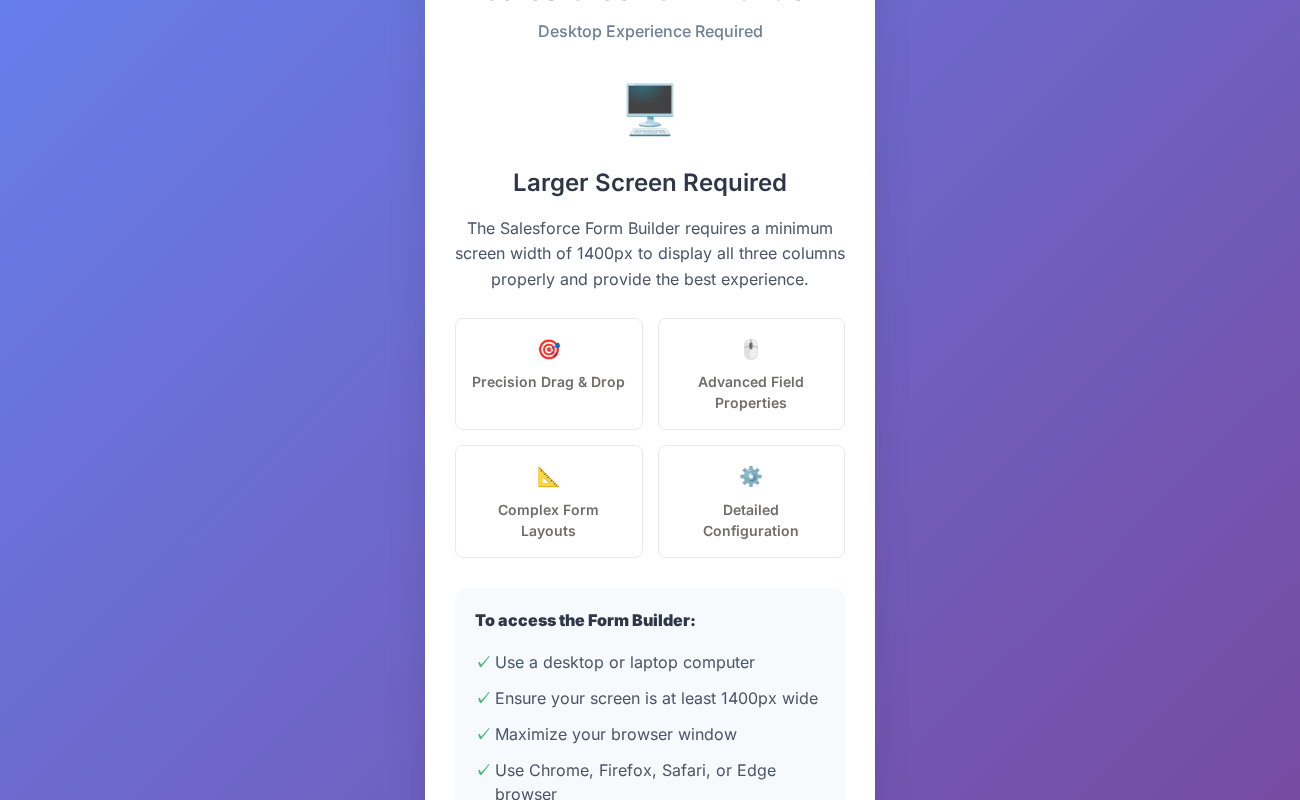 Desktop Experience Required
Larger Screen Required
The Salesforce Form Builder requires a minimum
screen width of 1400px to display all three columns
properly and provide the best experience.
Precision Drag & Drop
Advanced Field
Properties
Complex Form
Layouts
Detailed
Configuration
To access the Form Builder:
✓ Use a desktop or laptop computer
✓ Ensure your screen is at least 1400px wide
✓ Maximize your browser window
✓ Use Chrome, Firefox, Safari, or Edge
browser